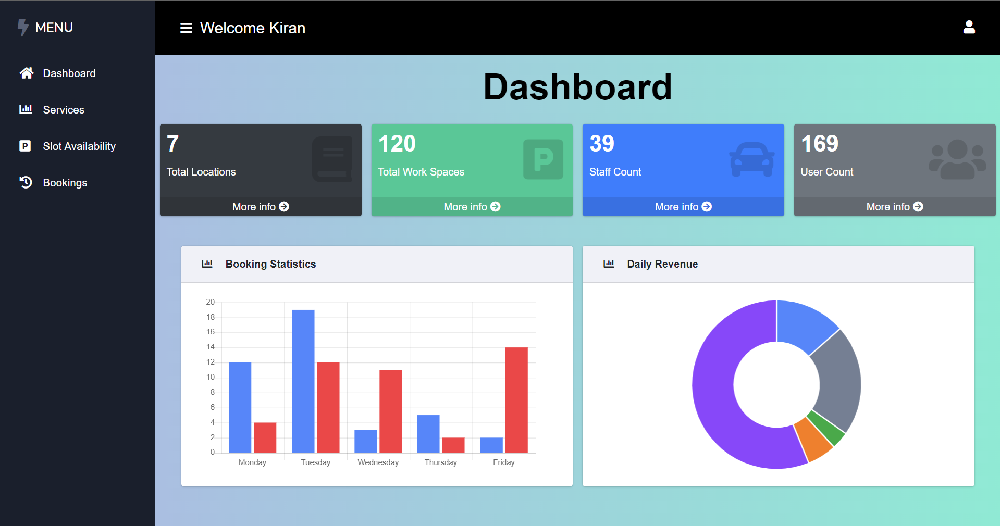 MENU
Welcome Kiran
Dashboard
Services
Slot Availability
Bookings
Dashboard
7
Total Locations
More info
120
Total Work Spaces
More info
39
Staff Count
More info
169
User Count
More info
Booking Statistics
20
18
16
14
12
10
8
6
4
2
0
Monday Tuesday Wednesday Thursday Friday
Daily Revenue